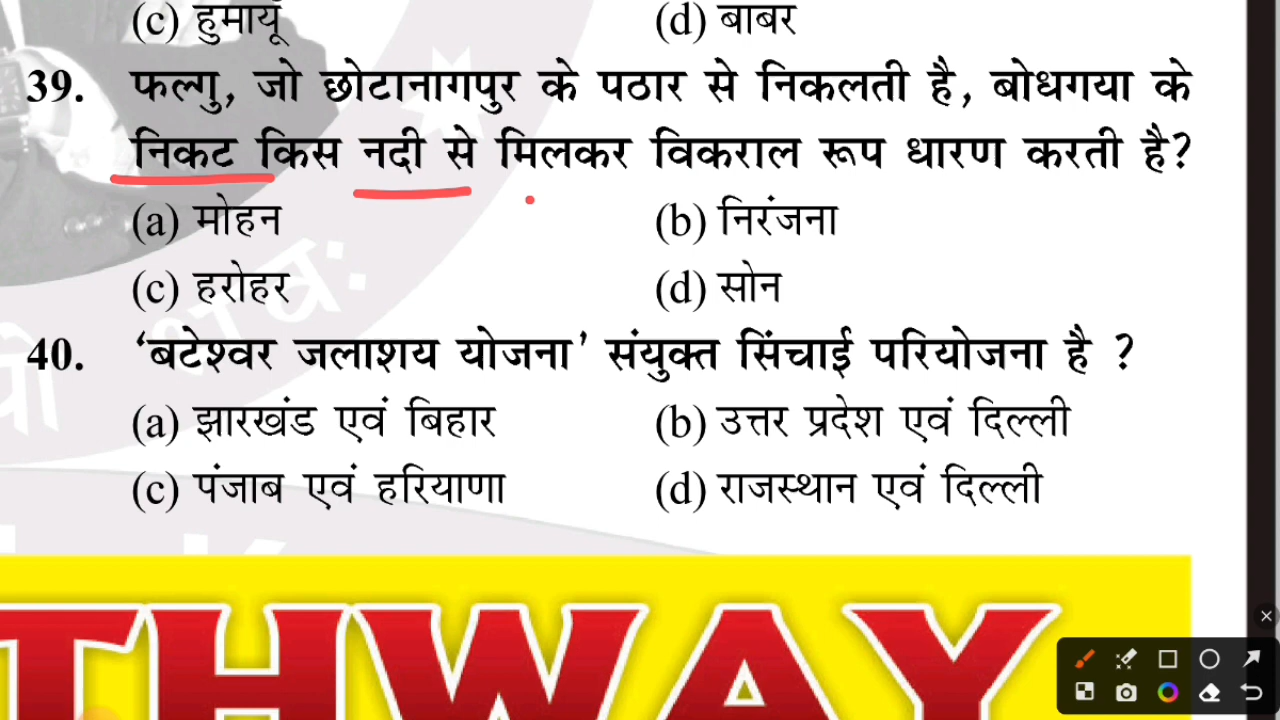 (c) हुमायूँ (d) बाबर
39. फल्गु, जो छोटानागपुर के पठार से निकलती है, बोधगया के
निकट किस नदी से मिलकर विकराल रूप धारण करती है?
(a) मोहन (b) निरंजना
(c) हरोहर (d) सोन
40. ‘बटेश्वर जलाशय योजना’ संयुक्त सिंचाई परियोजना है ?
(a) झारखंड एवं बिहार (b) उत्तर प्रदेश एवं दिल्ली
(c) पंजाब एवं हरियाणा (d) राजस्थान एवं दिल्ली
THWAY